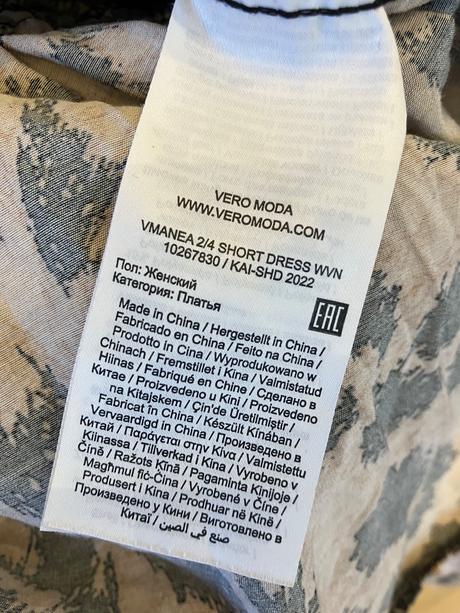 VERO MODA
WWW.VEROMODA.COM
VMANEA 2/4 SHORT DRESS WVN
10267830 / KAI-SHD 2022
Пол: Женский
Категория: Платья
EAC
Made in China / Hergestellt in China /
Fabricado en China / Feito na China /
Prodotto in Cina / Wyprodukowano w
Chinach / Fremstillet i Kina / Valmistatud
Hiinas / Fabriqué en Chine / Сделано в
Китае / Proizvedeno u Kini / Proizvedeno
na Kitajskem / Çin'de Üretilmiştir /
Fabricat în China / Készült Kínában /
Vervaardigd in China / Произведено в
Китай / Παράγεται στην Κίνα / Valmistettu
Kiinassa / Tillverkad i Kina / Vyrobeno v
Číně / Ražots Ķīnā / Pagaminta Kinijoje /
Magħmul fiċ-Ċina / Vyrobené v Číne /
Produsert i Kina / Prodhuar në Kinë /
Произведено у Кини / Виготовлено в
Китаї / صنع في الصين